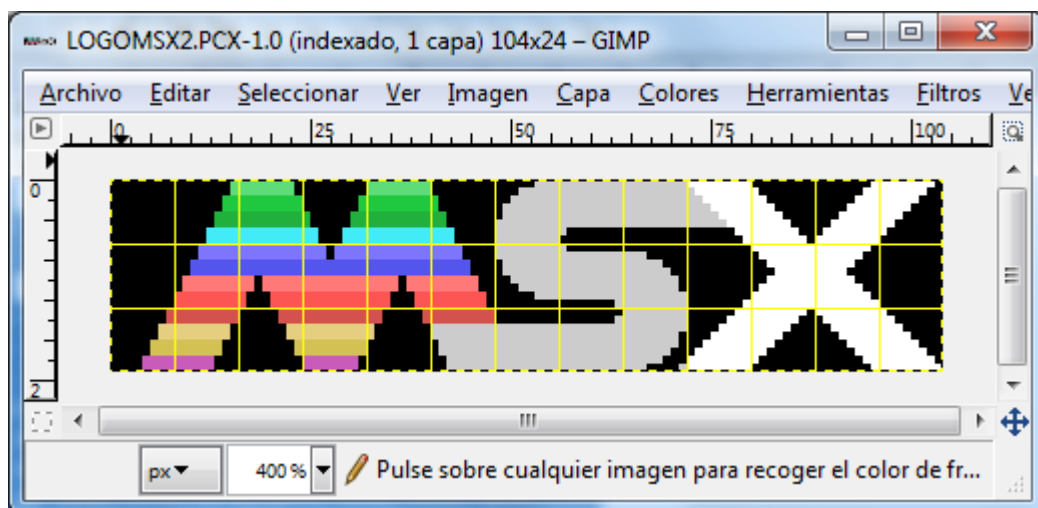 LOGOMSX2.PCX-1.0 (indexado, 1 capa) 104x24 – GIMP
Archivo Editar Seleccionar Ver Imagen Capa Colores Herramientas Filtros Ve
0 25 50 75 100
0
MSX
2
px 400 % Pulse sobre cualquier imagen para recoger el color de fr...